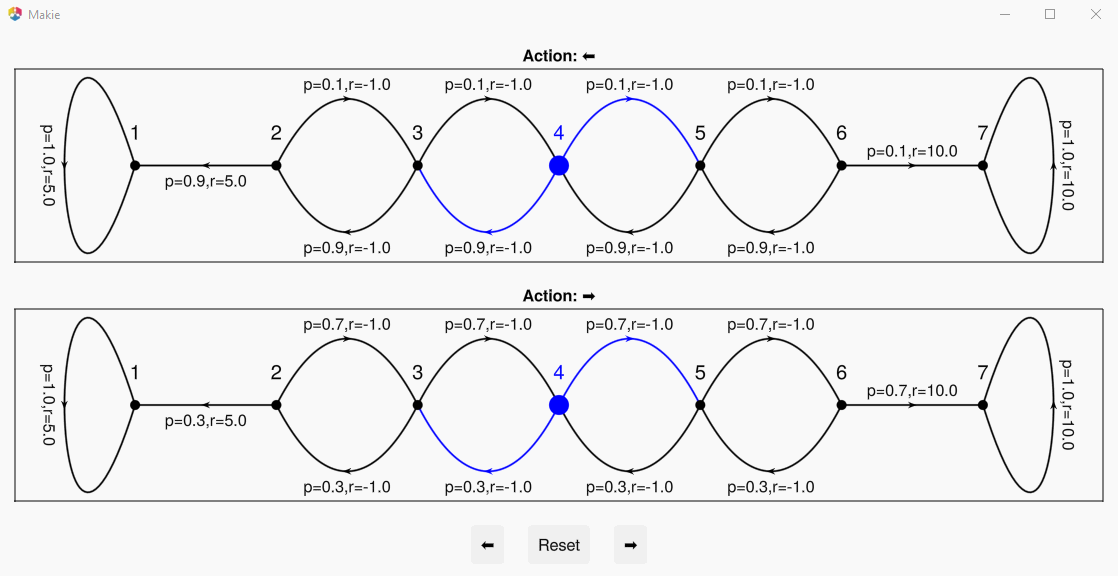 Makie
Action: ⬅
p=0.1,r=-1.0 p=0.1,r=-1.0 p=0.1,r=-1.0 p=0.1,r=-1.0
1 2 3 4 5 6 7
p=1.0,r=5.0 p=0.9,r=5.0 p=0.1,r=10.0 p=1.0,r=10.0
p=0.9,r=-1.0 p=0.9,r=-1.0 p=0.9,r=-1.0 p=0.9,r=-1.0
Action: ➡
p=0.7,r=-1.0 p=0.7,r=-1.0 p=0.7,r=-1.0 p=0.7,r=-1.0
1 2 3 4 5 6 7
p=1.0,r=5.0 p=0.3,r=5.0 p=0.7,r=10.0 p=1.0,r=10.0
p=0.3,r=-1.0 p=0.3,r=-1.0 p=0.3,r=-1.0 p=0.3,r=-1.0
⬅ Reset ➡